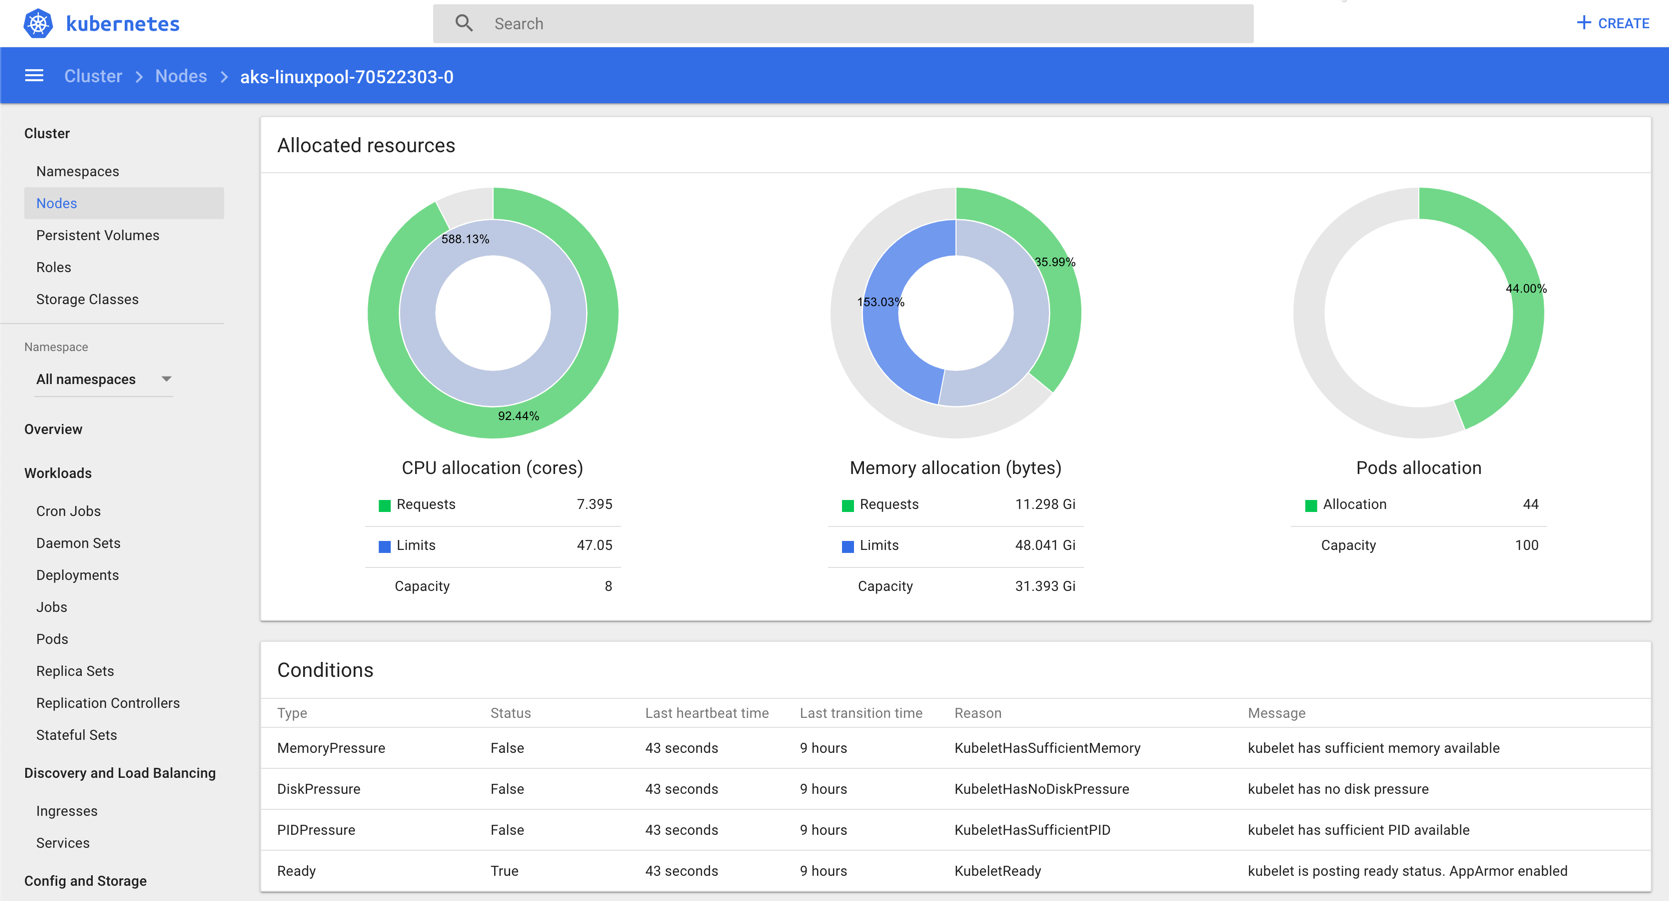 kubernetes
Search
+ CREATE
Cluster > Nodes > aks-linuxpool-70522303-0
Cluster
Namespaces
Nodes
Persistent Volumes
Roles
Storage Classes
Namespace
All namespaces
Overview
Workloads
Cron Jobs
Daemon Sets
Deployments
Jobs
Pods
Replica Sets
Replication Controllers
Stateful Sets
Discovery and Load Balancing
Ingresses
Services
Config and Storage
Allocated resources
588.13%
92.44%
CPU allocation (cores)
Requests 7.395
Limits 47.05
Capacity 8
35.99%
153.03%
Memory allocation (bytes)
Requests 11.298 Gi
Limits 48.041 Gi
Capacity 31.393 Gi
44.00%
Pods allocation
Allocation 44
Capacity 100
Conditions
Type Status Last heartbeat time Last transition time Reason Message
MemoryPressure False 43 seconds 9 hours KubeletHasSufficientMemory kubelet has sufficient memory available
DiskPressure False 43 seconds 9 hours KubeletHasNoDiskPressure kubelet has no disk pressure
PIDPressure False 43 seconds 9 hours KubeletHasSufficientPID kubelet has sufficient PID available
Ready True 43 seconds 9 hours KubeletReady kubelet is posting ready status. AppArmor enabled